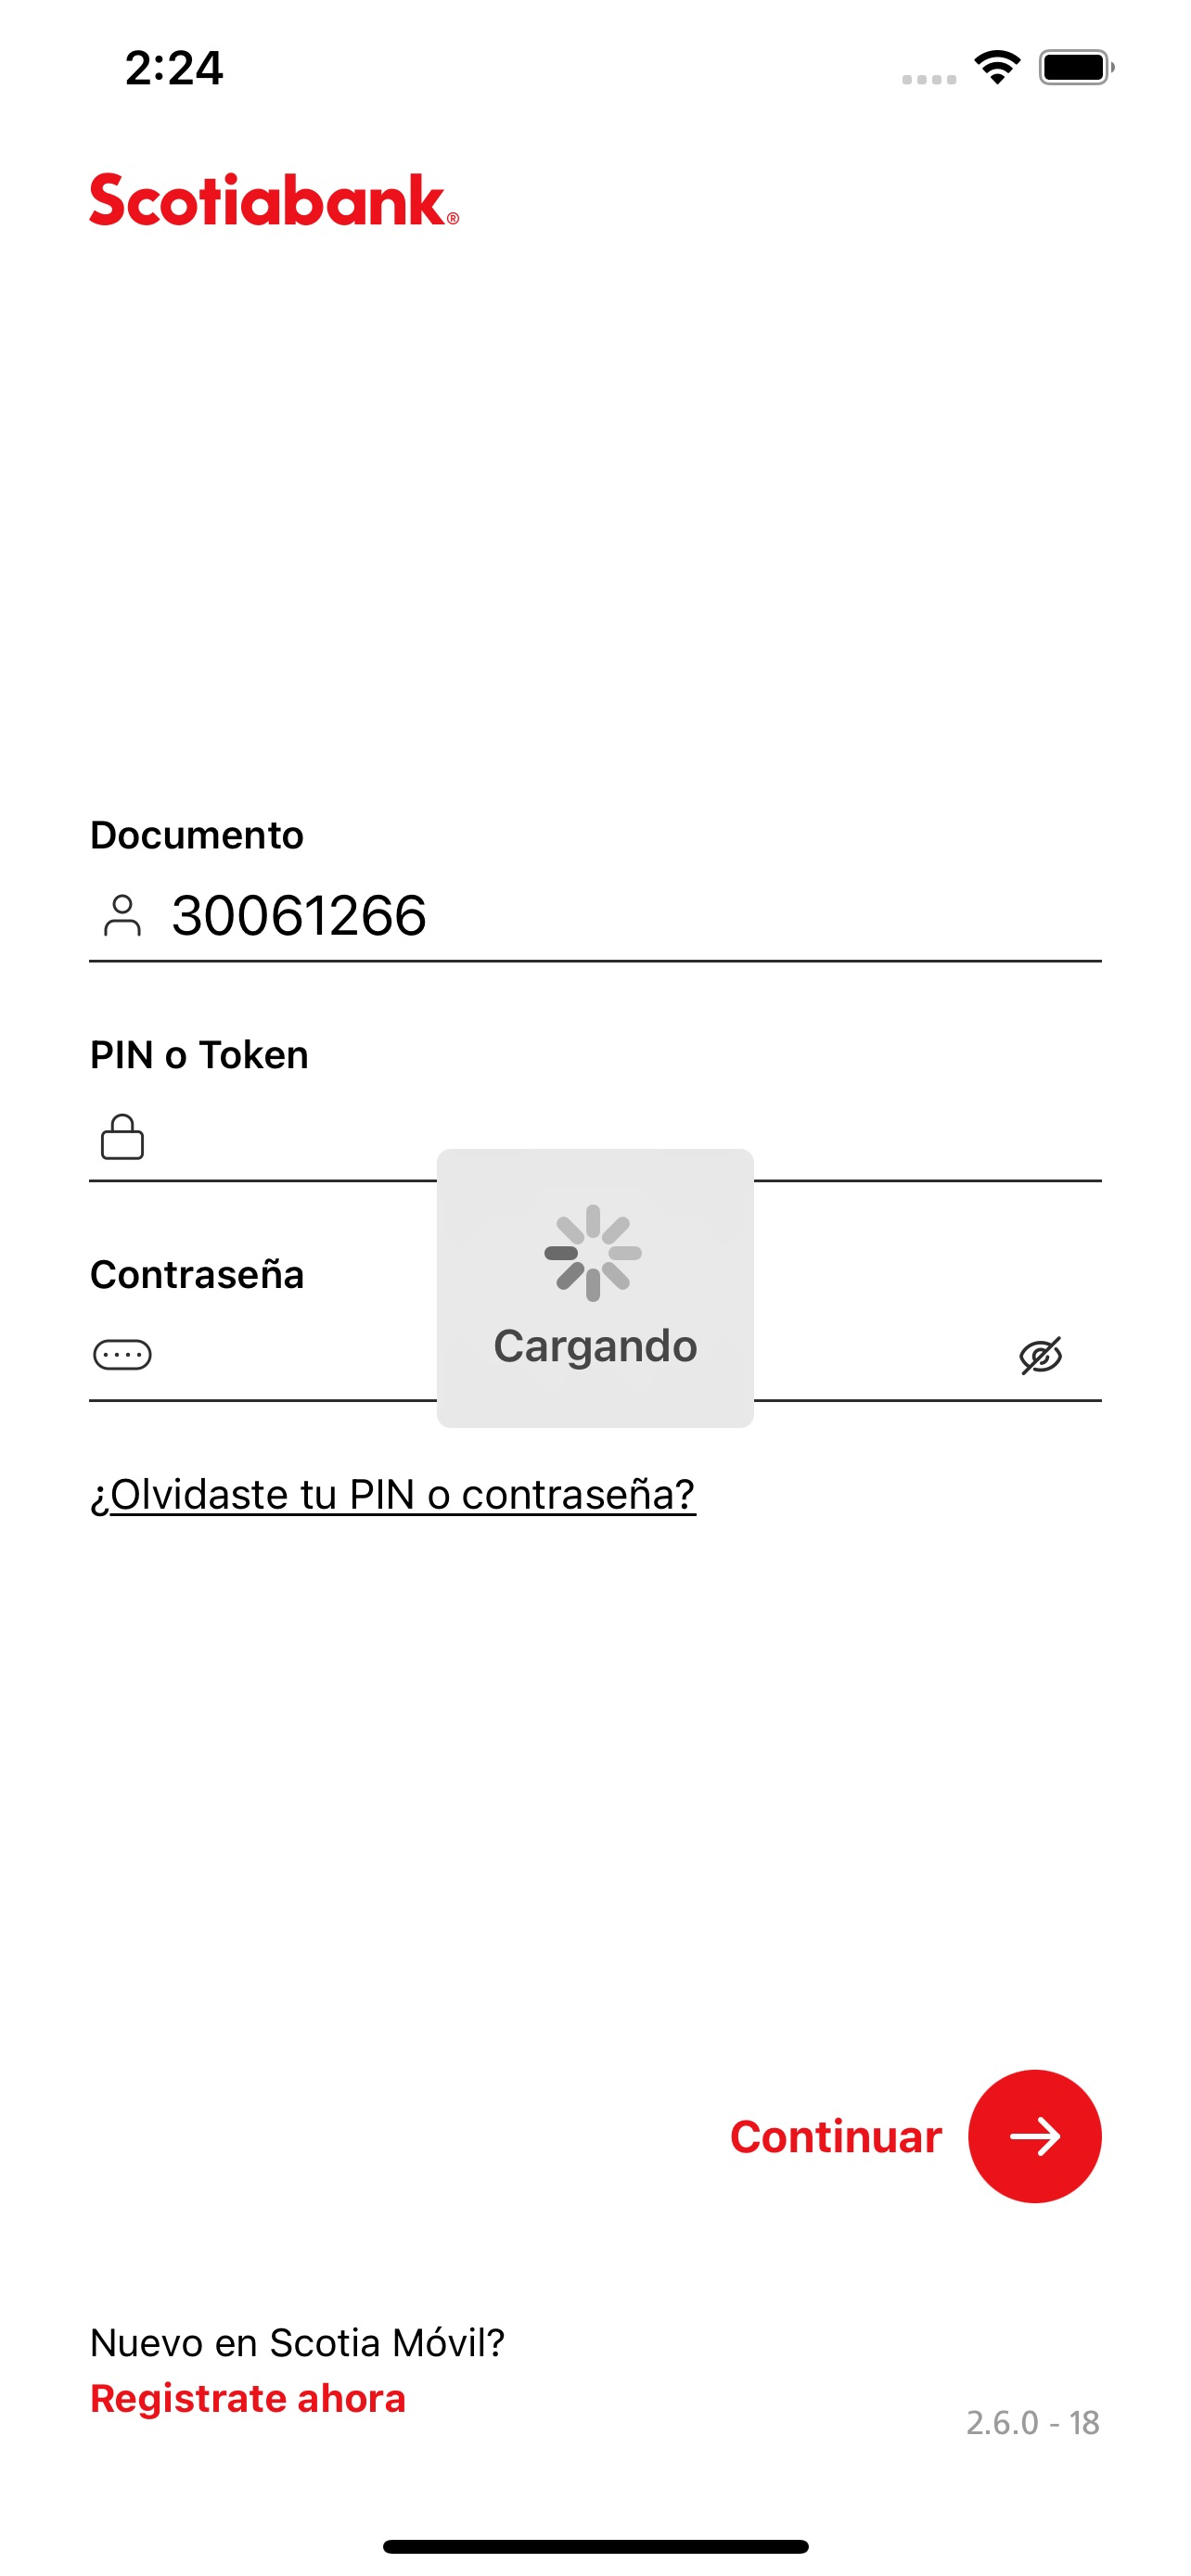 2:24
Scotiabank®
Documento
30061266
PIN o Token
Contraseña
Cargando
¿Olvidaste tu PIN o contraseña?
Continuar
Nuevo en Scotia Móvil?
Registrate ahora
2.6.0 - 18